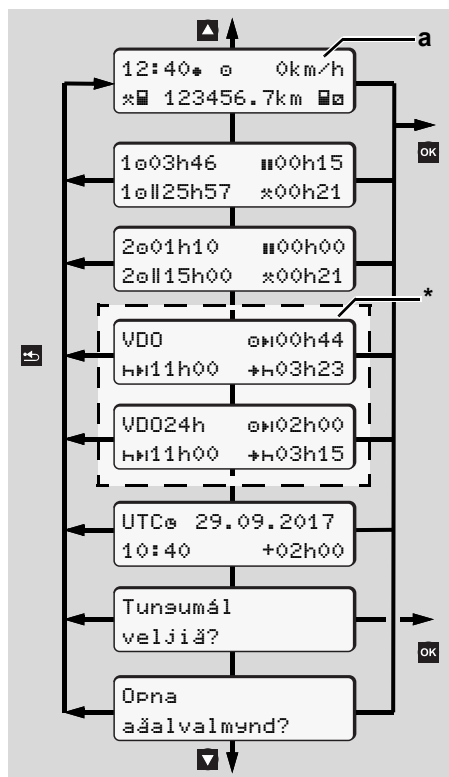 a
12:40 0km/h
123456.7km
OK
1 03h46 00h15
1 25h57 00h21
2 01h10 00h00
2 15h00 00h21
*
VDO 00h44
11h00 03h23
VDO24h 02h00
11h00 03h15
UTC 29.09.2017
10:40 +02h00
Tungumál
veljið?
OK
Opna
aðalvalmynd?